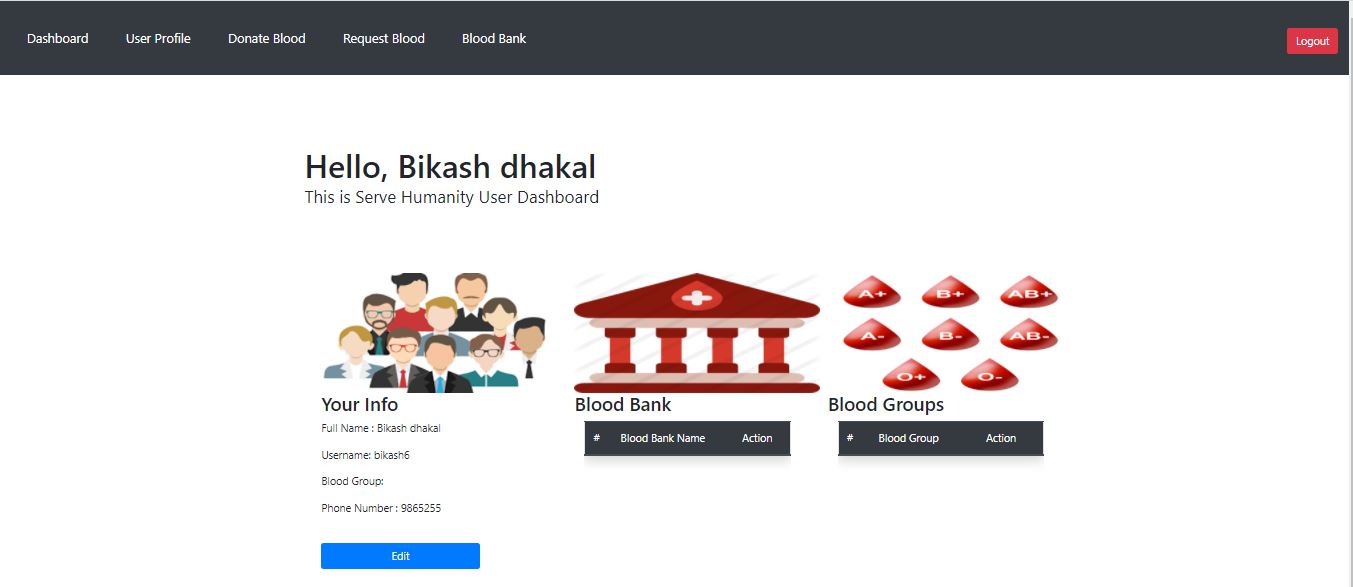 Dashboard User Profile Donate Blood Request Blood Blood Bank Logout
Hello, Bikash dhakal
This is Serve Humanity User Dashboard
A+ B+ AB+
A- B- AB-
O+ O-
Your Info
Full Name : Bikash dhakal
Username: bikash6
Blood Group:
Phone Number : 9865255
Edit
Blood Bank
# Blood Bank Name Action
Blood Groups
# Blood Group Action